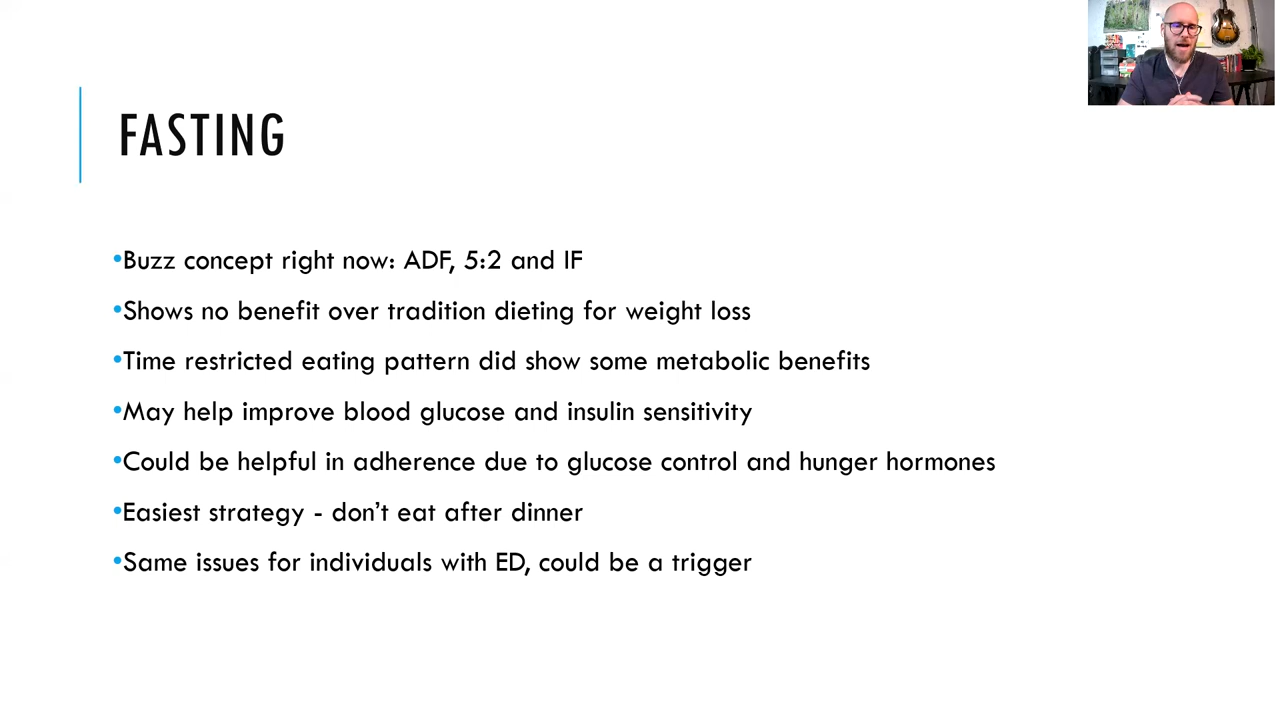 FASTING
•Buzz concept right now: ADF, 5:2 and IF
•Shows no benefit over tradition dieting for weight loss
•Time restricted eating pattern did show some metabolic benefits
•May help improve blood glucose and insulin sensitivity
•Could be helpful in adherence due to glucose control and hunger hormones
•Easiest strategy - don’t eat after dinner
•Same issues for individuals with ED, could be a trigger